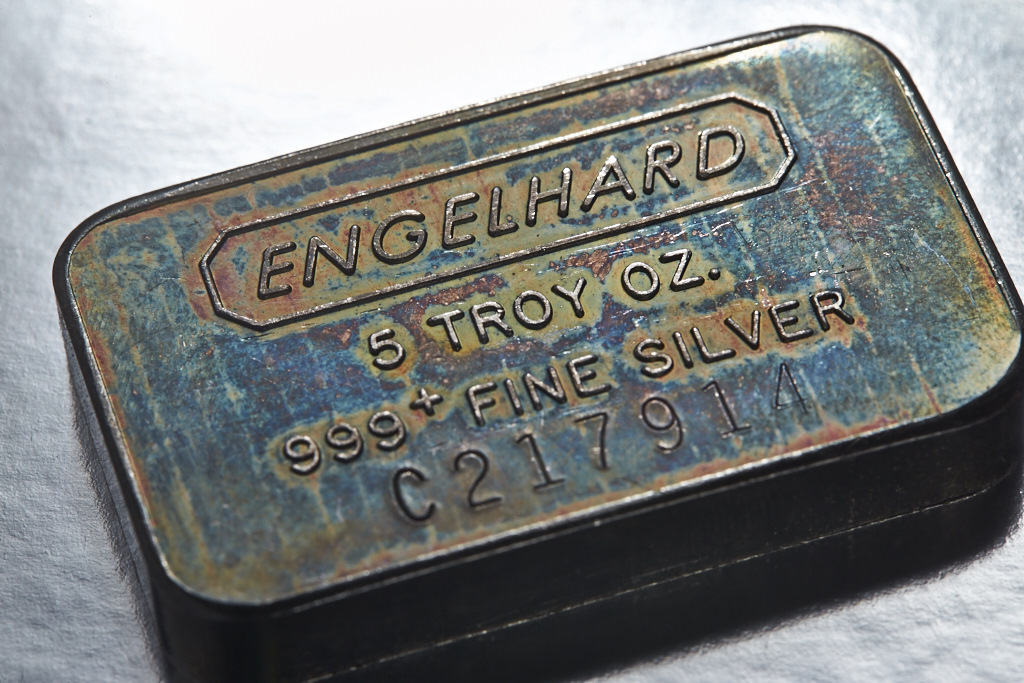 ENGELHARD
5 TROY OZ.
999+ FINE SILVER
C217914